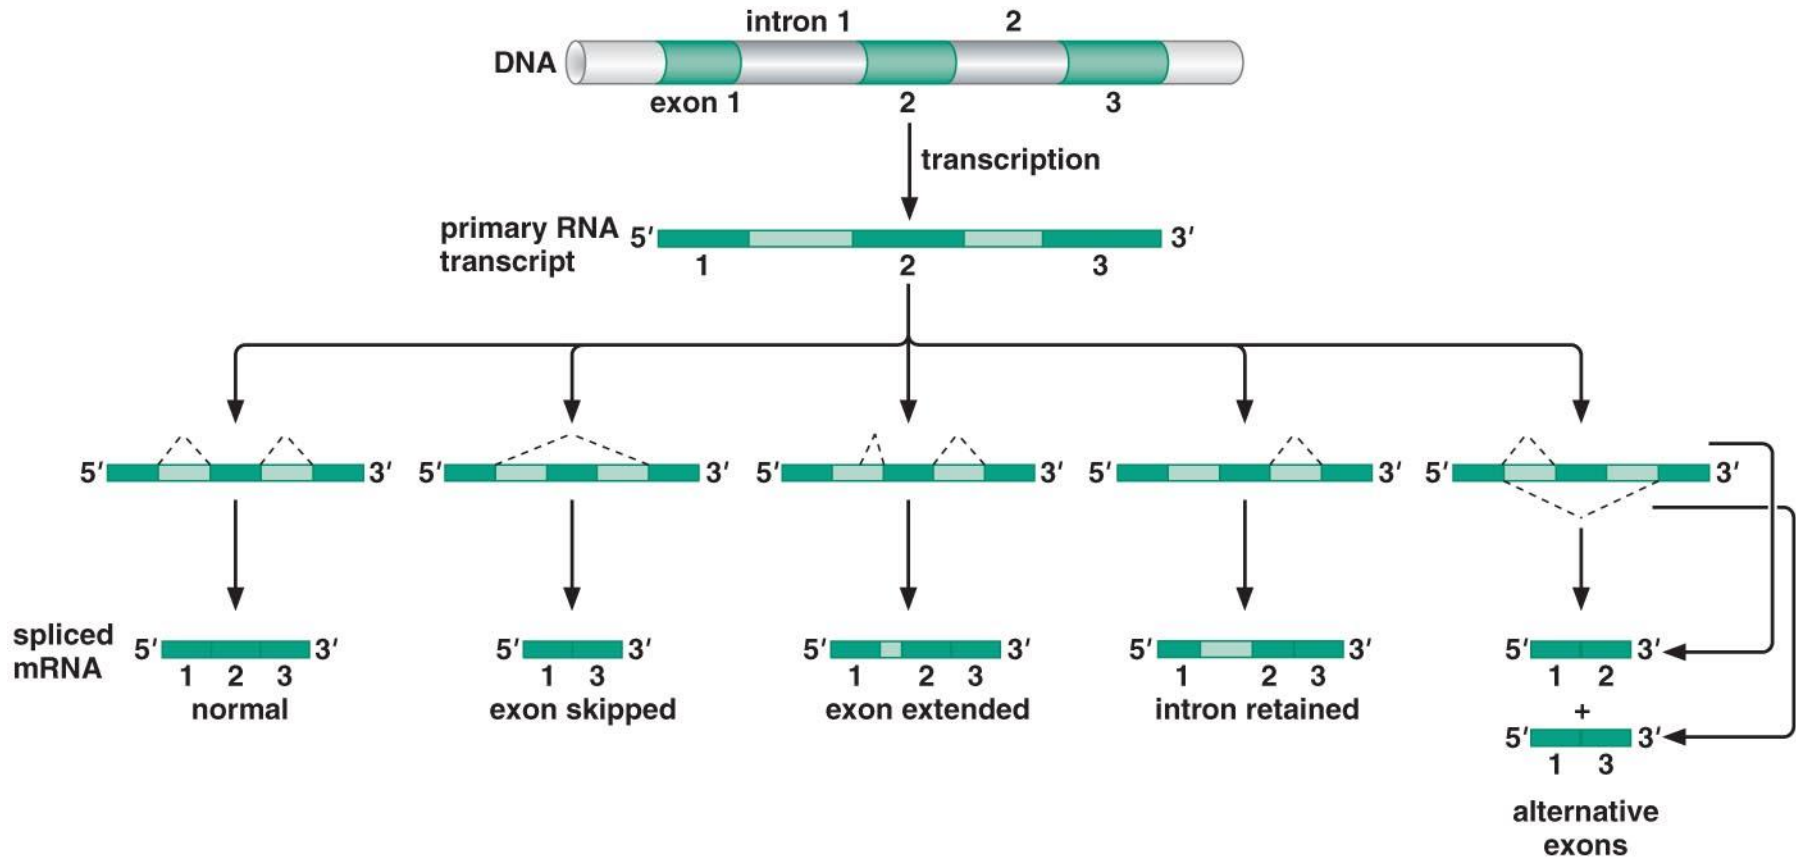 intron 1 2
DNA
exon 1 2 3
transcription
primary RNA
transcript
5′ 3′
1 2 3
5′ 3′ 5′ 3′ 5′ 3′ 5′ 3′ 5′ 3′
spliced
mRNA
5′ 3′
1 2 3
normal
5′ 3′
1 3
exon skipped
5′ 3′
1 2 3
exon extended
5′ 3′
1 2 3
intron retained
5′ 3′
1 2
+
5′ 3′
1 3
alternative
exons